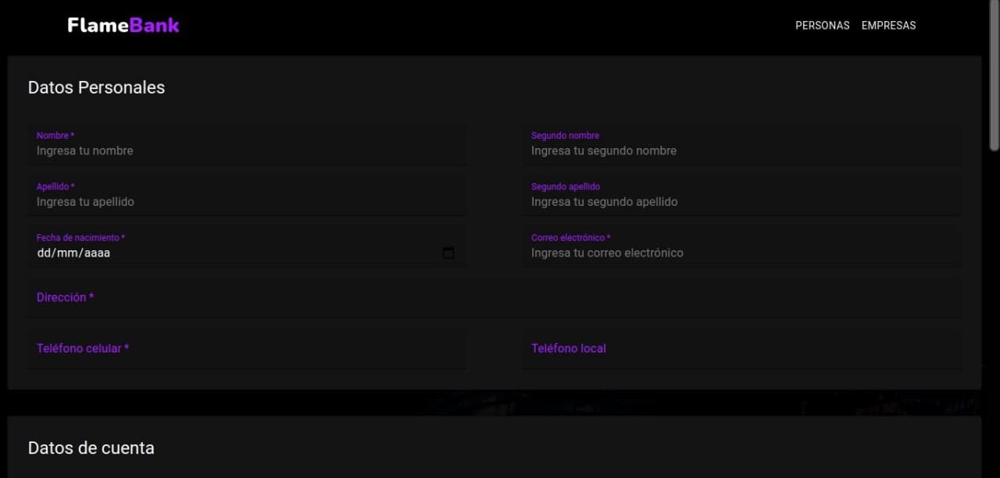 FlameBank
PERSONAS EMPRESAS
Datos Personales
Nombre * Segundo nombre
Ingresa tu nombre Ingresa tu segundo nombre
Apellido * Segundo apellido
Ingresa tu apellido Ingresa tu segundo apellido
Fecha de nacimiento * Correo electrónico *
dd/mm/aaaa Ingresa tu correo electrónico
Dirección *
Teléfono celular * Teléfono local
Datos de cuenta